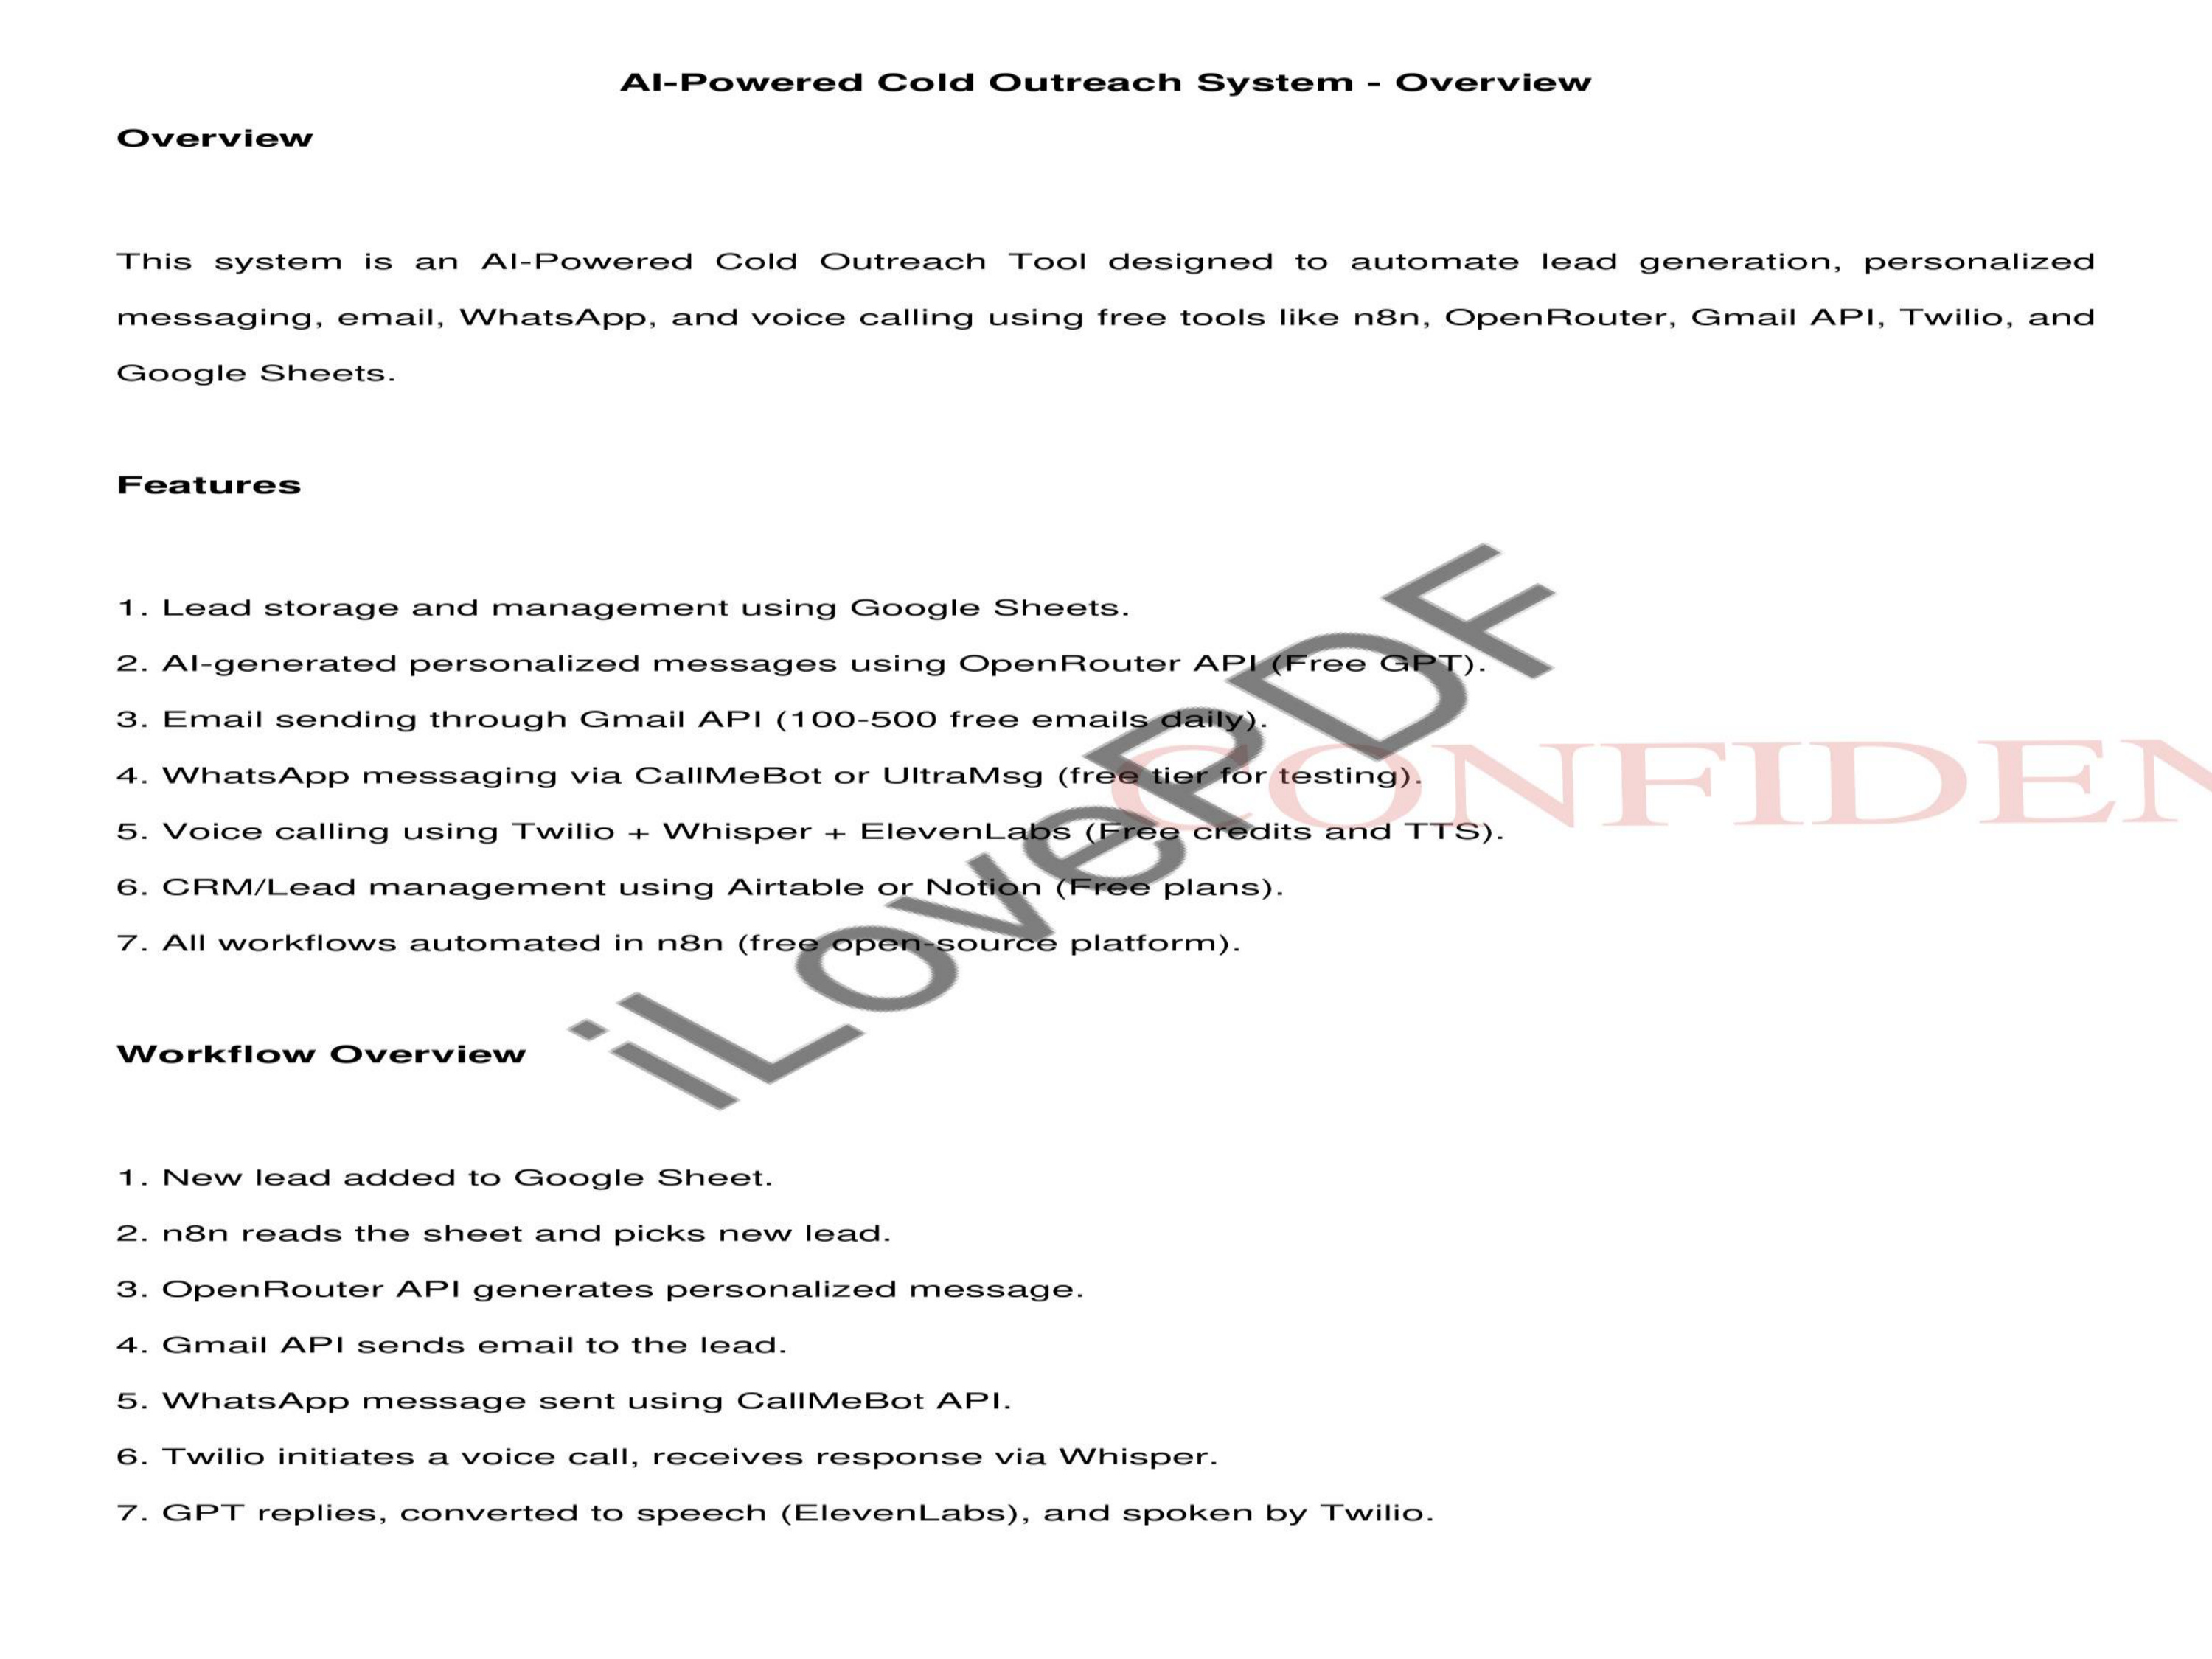 AI-Powered Cold Outreach System - Overview
Overview
This system is an AI-Powered Cold Outreach Tool designed to automate lead generation, personalized
messaging, email, WhatsApp, and voice calling using free tools like n8n, OpenRouter, Gmail API, Twilio, and
Google Sheets.
Features
1. Lead storage and management using Google Sheets.
2. AI-generated personalized messages using OpenRouter API (Free GPT).
3. Email sending through Gmail API (100-500 free emails daily).
4. WhatsApp messaging via CallMeBot or UltraMsg (free tier for testing).
5. Voice calling using Twilio + Whisper + ElevenLabs (Free credits and TTS).
6. CRM/Lead management using Airtable or Notion (Free plans).
7. All workflows automated in n8n (free open-source platform).
iLovePDF
CONFIDEN
Workflow Overview
1. New lead added to Google Sheet.
2. n8n reads the sheet and picks new lead.
3. OpenRouter API generates personalized message.
4. Gmail API sends email to the lead.
5. WhatsApp message sent using CallMeBot API.
6. Twilio initiates a voice call, receives response via Whisper.
7. GPT replies, converted to speech (ElevenLabs), and spoken by Twilio.